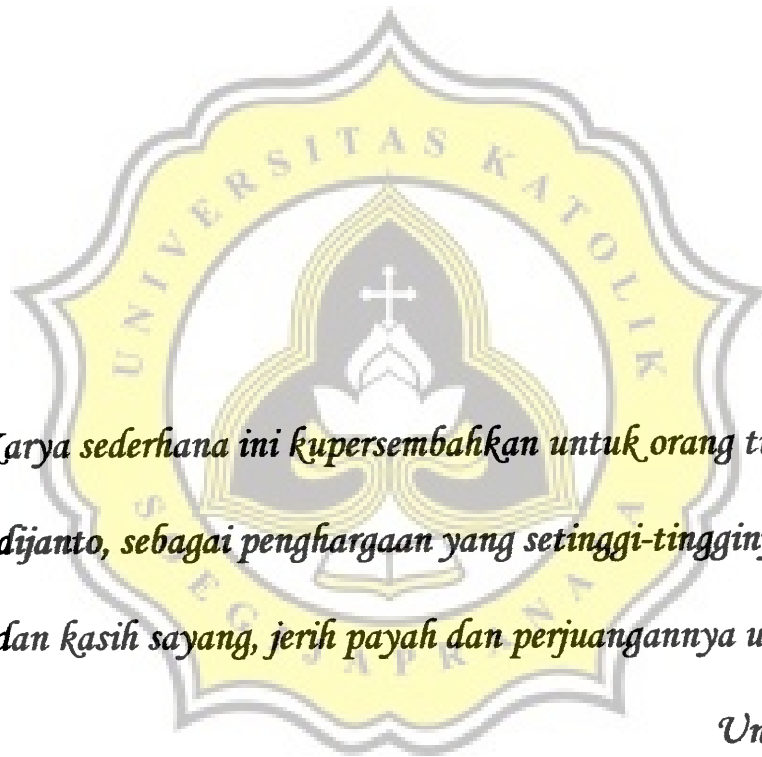 UNIVERSITAS KATOLIK
SOEGIJAPRANATA
Karya sederhana ini kupersembahkan untuk orang t
dijanto, sebagai penghargaan yang setinggi-tingginy
dan kasih sayang, jerih payah dan perjuangannya u
Un